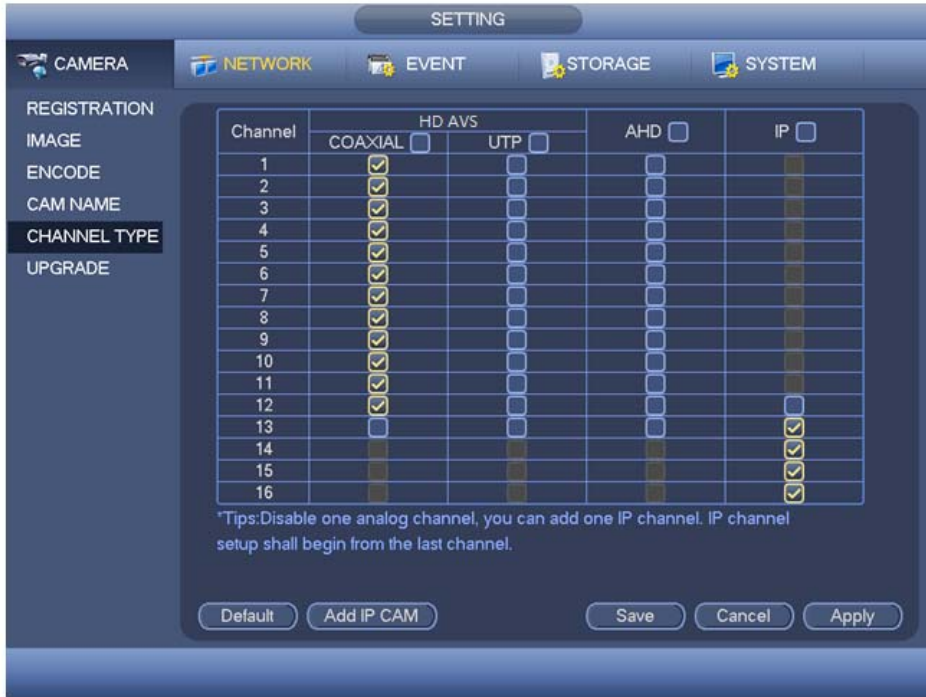 SETTING
CAMERA NETWORK EVENT STORAGE SYSTEM
REGISTRATION
IMAGE
ENCODE
CAM NAME
CHANNEL TYPE
UPGRADE
Channel HD AVS AHD IP
COAXIAL UTP
1
2
3
4
5
6
7
8
9
10
11
12
13
14
15
16
*Tips:Disable one analog channel, you can add one IP channel. IP channel
setup shall begin from the last channel.
Default Add IP CAM Save Cancel Apply